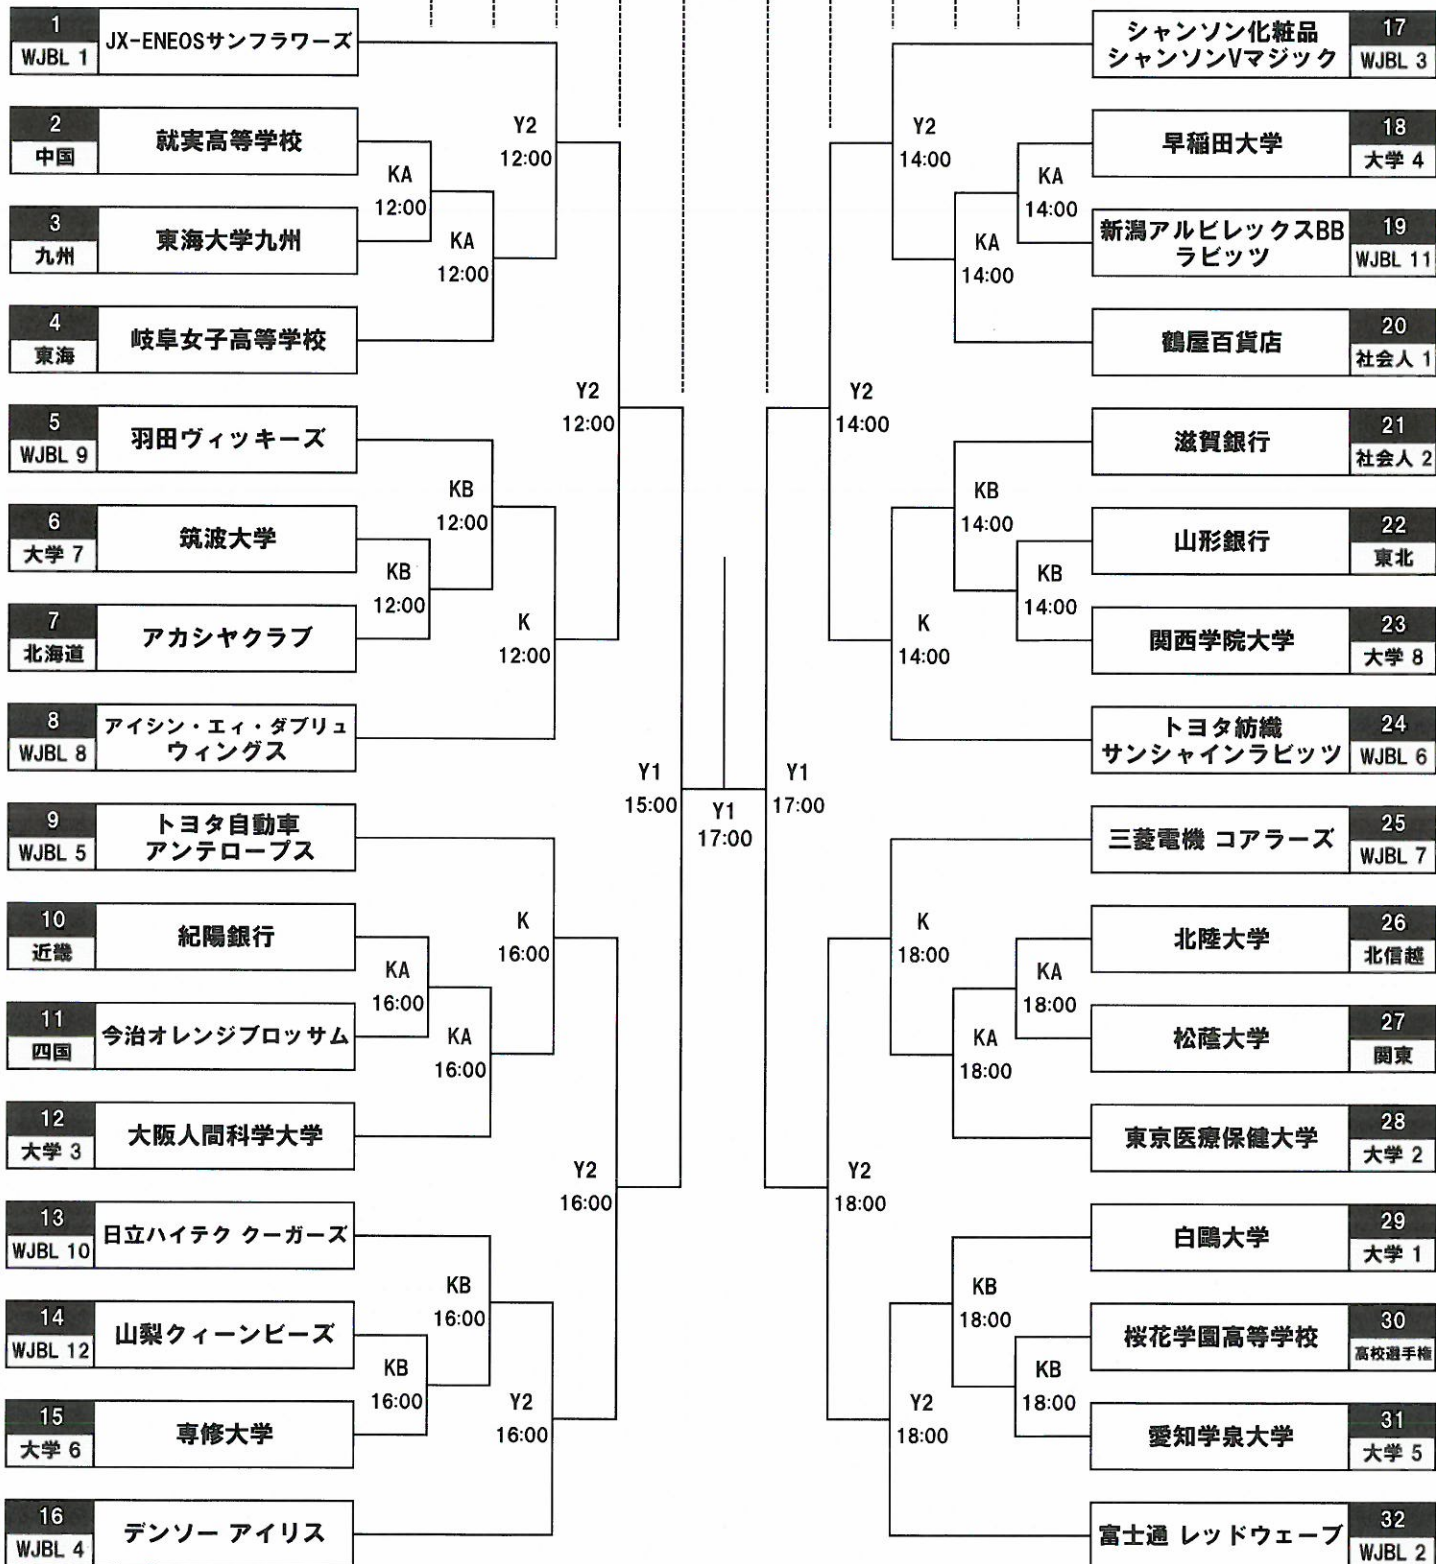 1
WJBL 1
JX-ENEOSサンフラワーズ
2
中国
就実高等学校
3
九州
東海大学九州
4
東海
岐阜女子高等学校
5
WJBL 9
羽田ヴィッキーズ
6
大学 7
筑波大学
7
北海道
アカシヤクラブ
8
WJBL 8
アイシン・エィ・ダブリュ
ウィングス
9
WJBL 5
トヨタ自動車
アンテロープス
10
近畿
紀陽銀行
11
四国
今治オレンジブロッサム
12
大学 3
大阪人間科学大学
13
WJBL 10
日立ハイテク クーガーズ
14
WJBL 12
山梨クィーンビーズ
15
大学 6
専修大学
16
WJBL 4
デンソー アイリス
KA
12:00
KA
12:00
Y2
12:00
KB
12:00
KB
12:00
K
12:00
Y2
12:00
KA
16:00
KA
16:00
K
16:00
KB
16:00
KB
16:00
Y2
16:00
Y2
16:00
Y1
15:00
Y1
17:00
Y1
17:00
Y2
14:00
KA
14:00
KA
14:00
Y2
14:00
KB
14:00
KB
14:00
K
14:00
K
18:00
KA
18:00
KA
18:00
Y2
18:00
KB
18:00
KB
18:00
Y2
18:00
シャンソン化粧品
シャンソンVマジック
17
WJBL 3
早稲田大学
18
大学 4
新潟アルビレックスBB
ラビッツ
19
WJBL 11
鶴屋百貨店
20
社会人 1
滋賀銀行
21
社会人 2
山形銀行
22
東北
関西学院大学
23
大学 8
トヨタ紡織
サンシャインラビッツ
24
WJBL 6
三菱電機 コアラーズ
25
WJBL 7
北陸大学
26
北信越
松蔭大学
27
関東
東京医療保健大学
28
大学 2
白鷗大学
29
大学 1
桜花学園高等学校
30
高校選手権
愛知学泉大学
31
大学 5
富士通 レッドウェーブ
32
WJBL 2